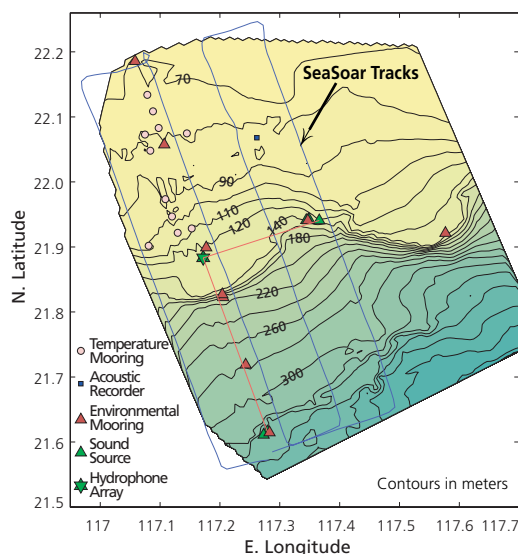 22.2
22.1
22.0
21.9
21.8
21.7
21.6
21.5
N. Latitude
70
SeaSoar Tracks
90
110
120
140
180
220
260
300
Temperature
Mooring
Acoustic
Recorder
Environmental
Mooring
Sound
Source
Hydrophone
Array
Contours in meters
117
117.1
117.2
117.3
117.4
117.5
117.6
117.7
E. Longitude